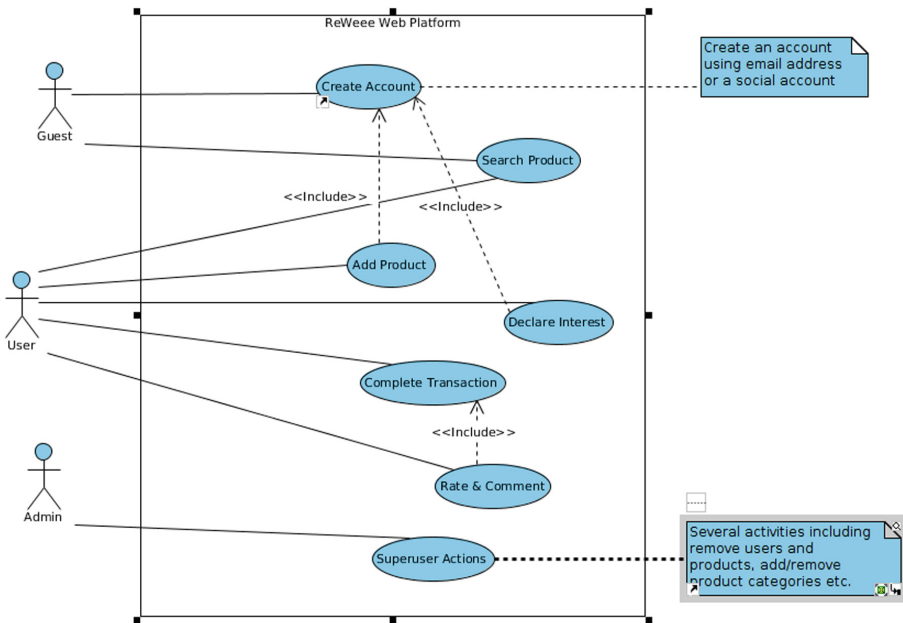 ReWeee Web Platform
Create an account
using email address
or a social account
Create Account
Guest
Search Product
<<Include>>
<<Include>>
Add Product
User
Declare Interest
Complete Transaction
<<Include>>
Rate & Comment
Admin
Superuser Actions
Several activities including
remove users and
products, add/remove
product categories etc.